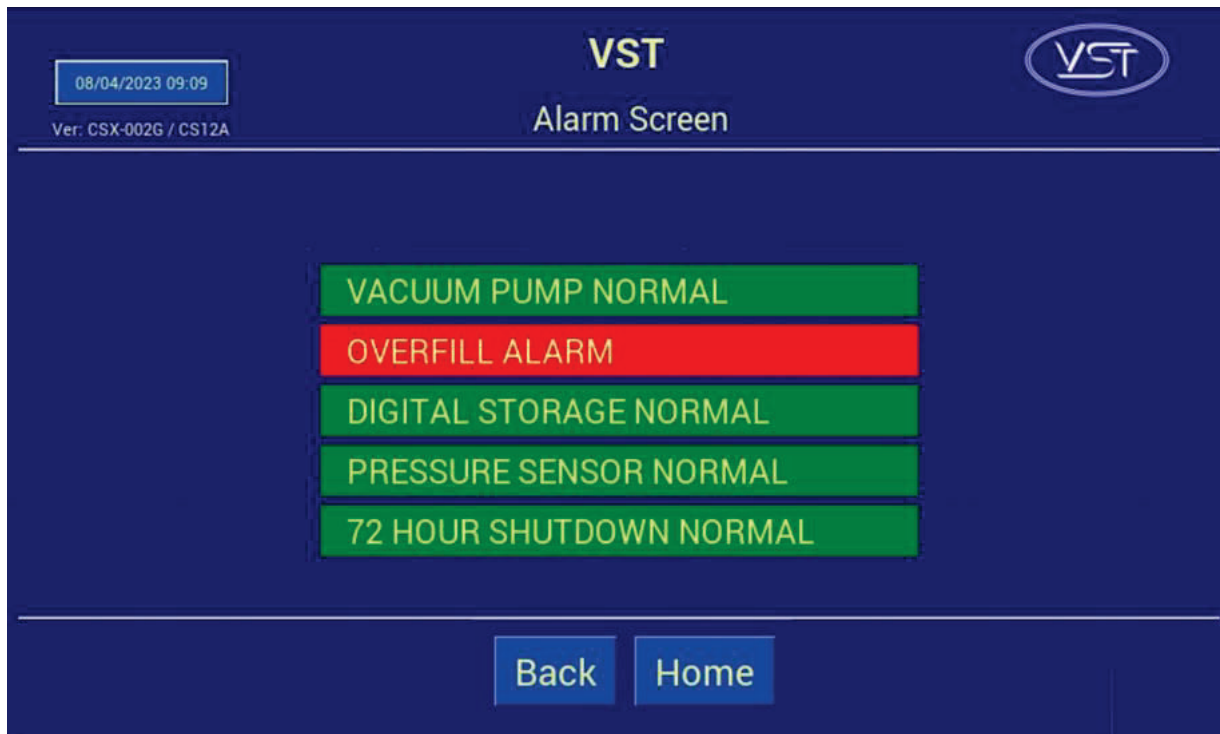 VST
VST
08/04/2023 09:09
Ver: CSX-002G / CS12A
Alarm Screen
VACUUM PUMP NORMAL
OVERFILL ALARM
DIGITAL STORAGE NORMAL
PRESSURE SENSOR NORMAL
72 HOUR SHUTDOWN NORMAL
Back
Home